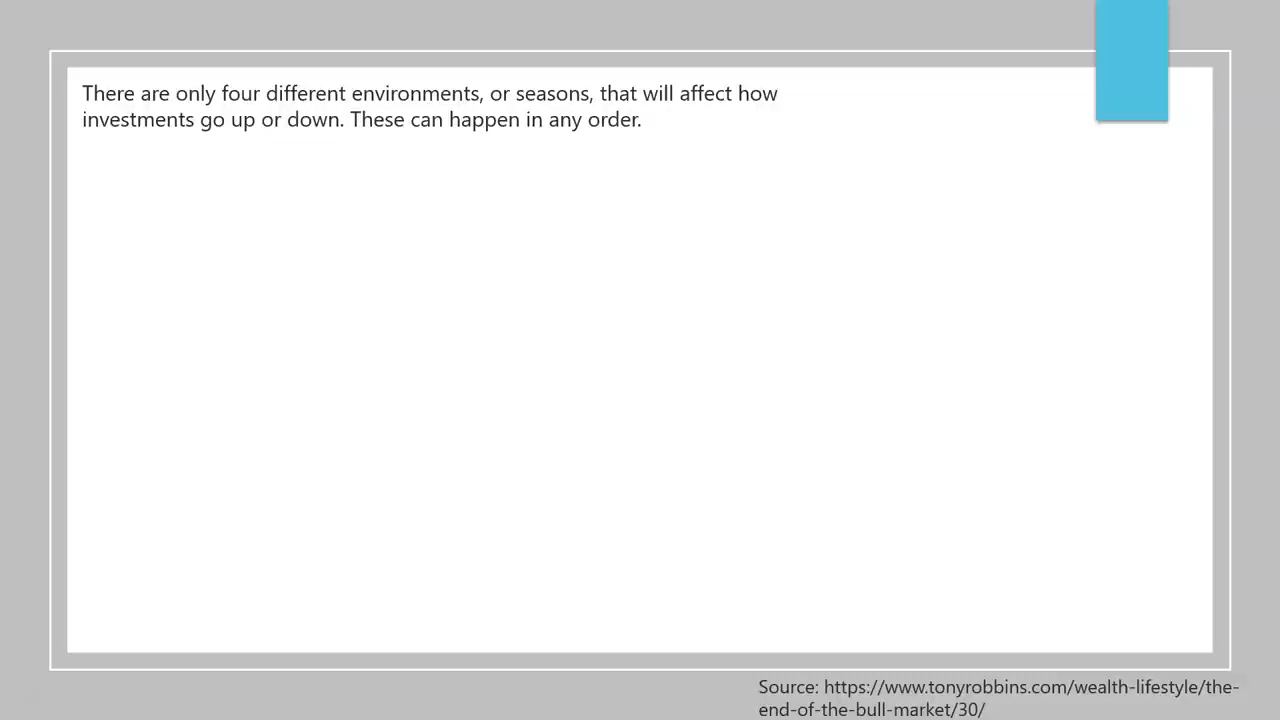 There are only four different environments, or seasons, that will affect how
investments go up or down. These can happen in any order.
Source: https://www.tonyrobbins.com/wealth-lifestyle/the-
end-of-the-bull-market/30/